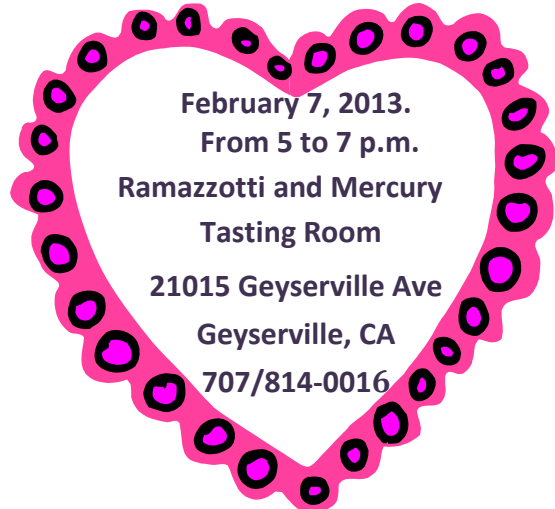 February 7, 2013.
From 5 to 7 p.m.
Ramazzotti and Mercury
Tasting Room
21015 Geyserville Ave
Geyserville, CA
707/814-0016